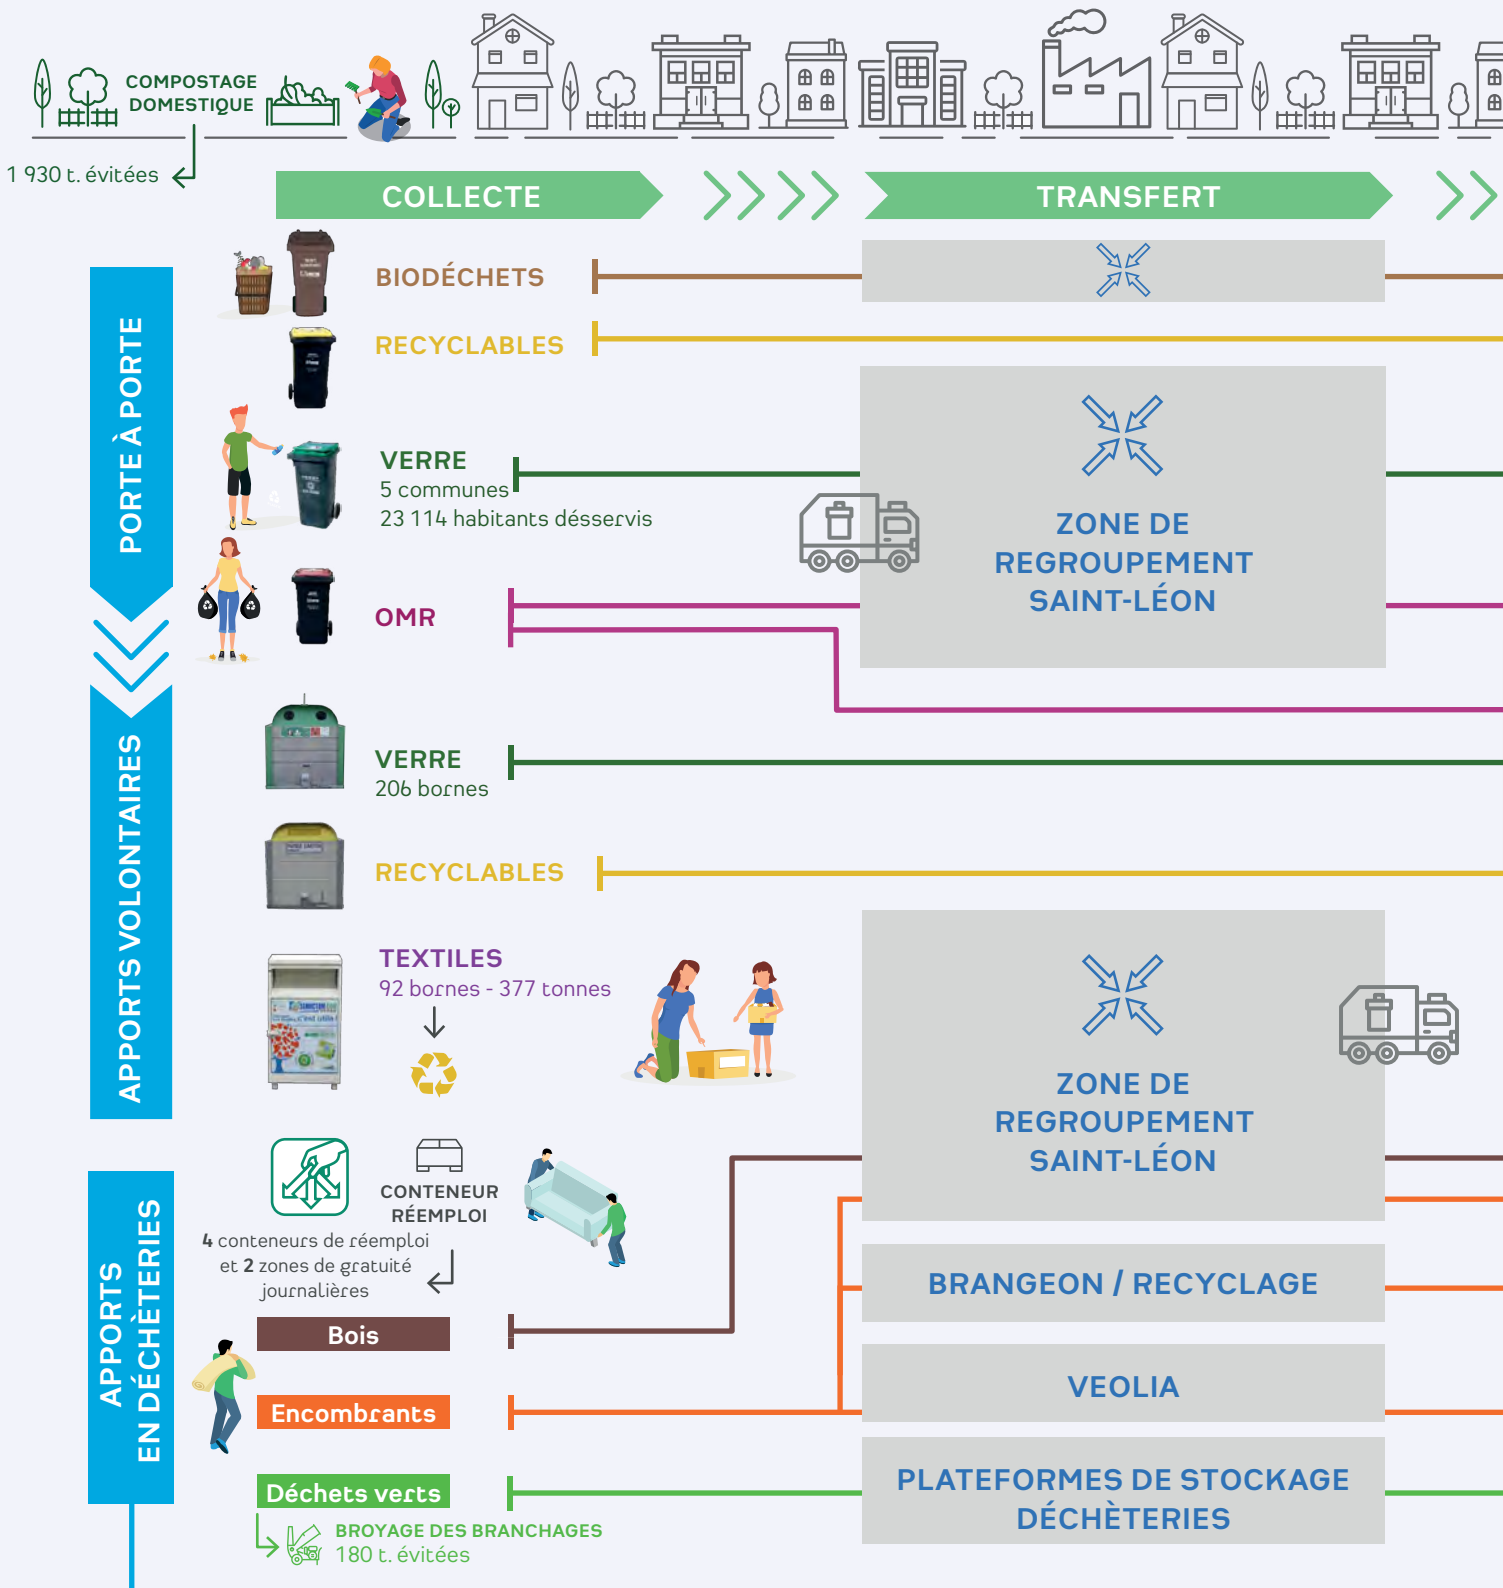 COMPOSTAGE
DOMESTIQUE
1 930 t. évitées
COLLECTE
TRANSFERT
PORTE À PORTE
BIODÉCHETS
RECYCLABLES
VERRE
5 communes
23 114 habitants désservis
OMR
ZONE DE
REGROUPEMENT
SAINT-LÉON
APPORTS VOLONTAIRES
VERRE
206 bornes
RECYCLABLES
TEXTILES
92 bornes - 377 tonnes
ZONE DE
REGROUPEMENT
SAINT-LÉON
APPORTS
EN DÉCHÈTERIES
CONTENEUR
RÉEMPLOI
4 conteneurs de réemploi
et 2 zones de gratuité
journalières
Bois
BRANGEON / RECYCLAGE
Encombrants
VEOLIA
Déchets verts
PLATEFORMES DE STOCKAGE
DÉCHÈTERIES
BROYAGE DES BRANCHAGES
180 t. évitées